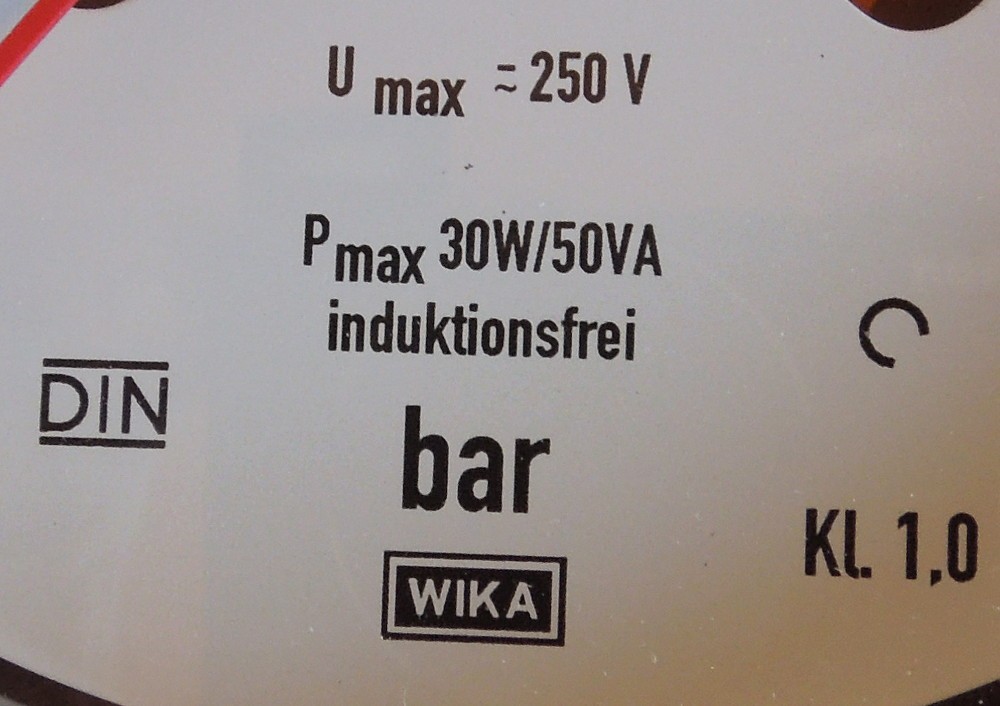 U max ≂ 250 V
P max 30W/50VA
induktionsfrei
DIN
bar
Kl. 1,0
WIKA